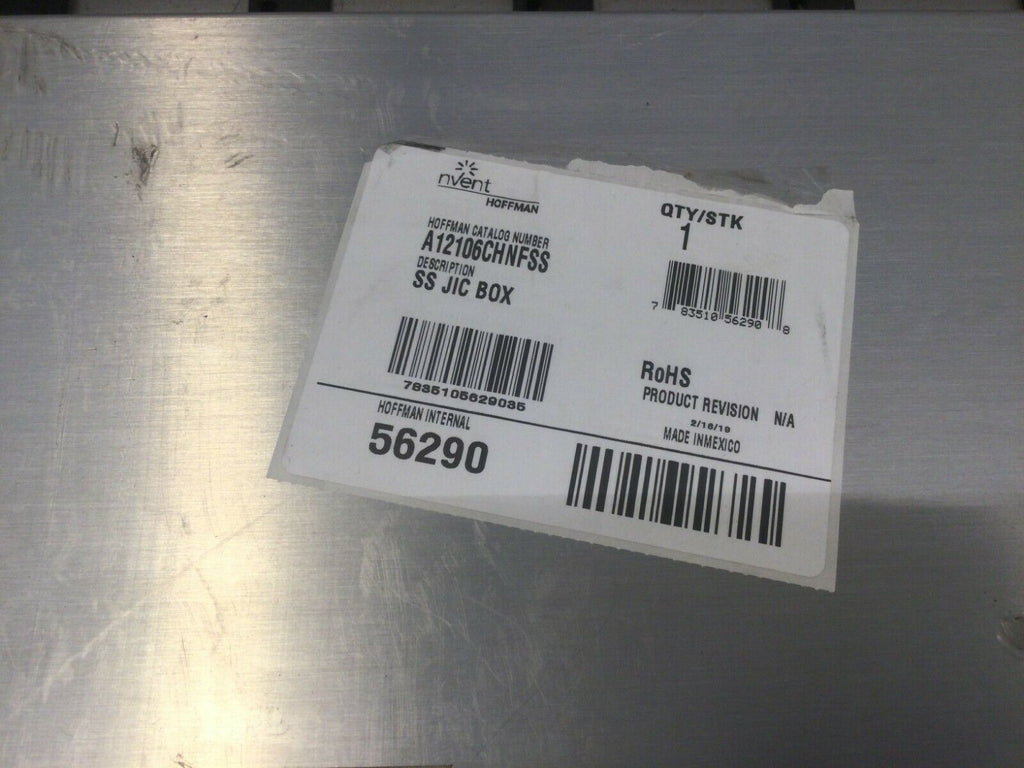 nvent
HOFFMAN
HOFFMAN CATALOG NUMBER
A12106CHNFSS
DESCRIPTION
SS JIC BOX
7835105629035
QTY/STK
1
7 83510 56290 8
RoHS
PRODUCT REVISION N/A
2/16/19
MADE INMEXICO
HOFFMAN INTERNAL
56290